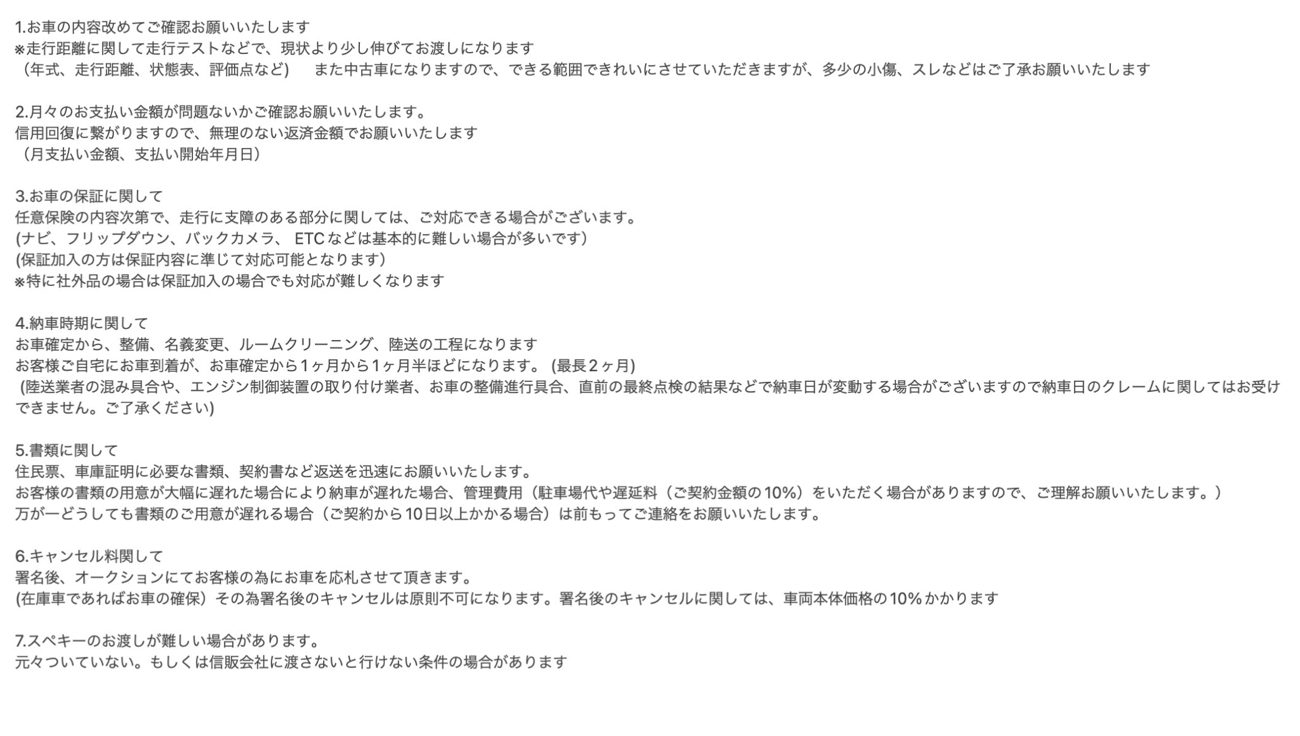 1.お車の内容改めてご確認お願いいたします
※走行距離に関して走行テストなどで、現状より少し伸びてお渡しになります
（年式、走行距離、状態表、評価点など)　また中古車になりますので、できる範囲できれいにさせていただきますが、多少の小傷、スレなどはご了承お願いいたします
2.月々のお支払い金額が問題ないかご確認お願いいたします。
信用回復に繋がりますので、無理のない返済金額でお願いいたします
（月支払い金額、支払い開始年月日）
3.お車の保証に関して
任意保険の内容次第で、走行に支障のある部分に関しては、ご対応できる場合がございます。
(ナビ、フリップダウン、バックカメラ、 ETCなどは基本的に難しい場合が多いです）
(保証加入の方は保証内容に準じて対応可能となります）
※特に社外品の場合は保証加入の場合でも対応が難しくなります
4.納車時期に関して
お車確定から、整備、名義変更、ルームクリーニング、陸送の工程になります
お客様ご自宅にお車到着が、お車確定から1ヶ月から1ヶ月半ほどになります。 (最長2ヶ月)
(陸送業者の混み具合や、エンジン制御装置の取り付け業者、お車の整備進行具合、直前の最終点検の結果などで納車日が変動する場合がございますので納車日のクレームに関してはお受け
できません。ご了承ください)
5.書類に関して
住民票、車庫証明に必要な書類、契約書など返送を迅速にお願いいたします。
お客様の書類の用意が大幅に遅れた場合により納車が遅れた場合、管理費用（駐車場代や遅延料（ご契約金額の10%）をいただく場合がありますので、ご理解お願いいたします。）
万が一どうしても書類のご用意が遅れる場合（ご契約から10日以上かかる場合）は前もってご連絡をお願いいたします。
6.キャンセル料関して
署名後、オークションにてお客様の為にお車を応札させて頂きます。
(在庫車であればお車の確保）その為署名後のキャンセルは原則不可になります。署名後のキャンセルに関しては、車両本体価格の10%かかります
7.スペキーのお渡しが難しい場合があります。
元々ついていない。もしくは信販会社に渡さないと行けない条件の場合があります